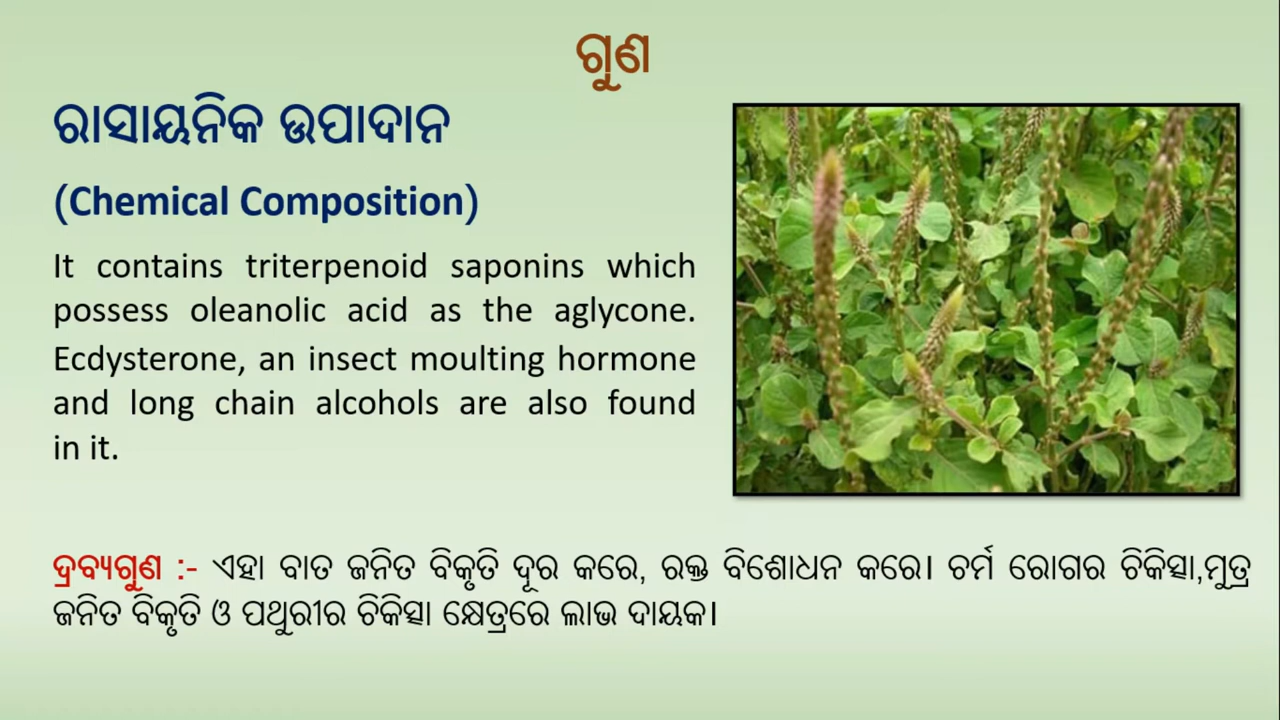 ଗୁଣ
ରାସାୟନିକ ଉପାଦାନ
(Chemical Composition)
It contains triterpenoid saponins which
possess oleanolic acid as the aglycone.
Ecdysterone, an insect moulting hormone
and long chain alcohols are also found
in it.
ଦ୍ରବ୍ୟଗୁଣ :- ଏହା ବାତ ଜନିତ ବିକୃତି ଦୂର କରେ, ରକ୍ତ ବିଶୋଧନ କରେ। ଚର୍ମ ରୋଗର ଚିକିତ୍ସା,ମୁତ୍ର
ଜନିତ ବିକୃତି ଓ ପଥୁରୀର ଚିକିତ୍ସା କ୍ଷେତ୍ରରେ ଲାଭ ଦାୟକ।